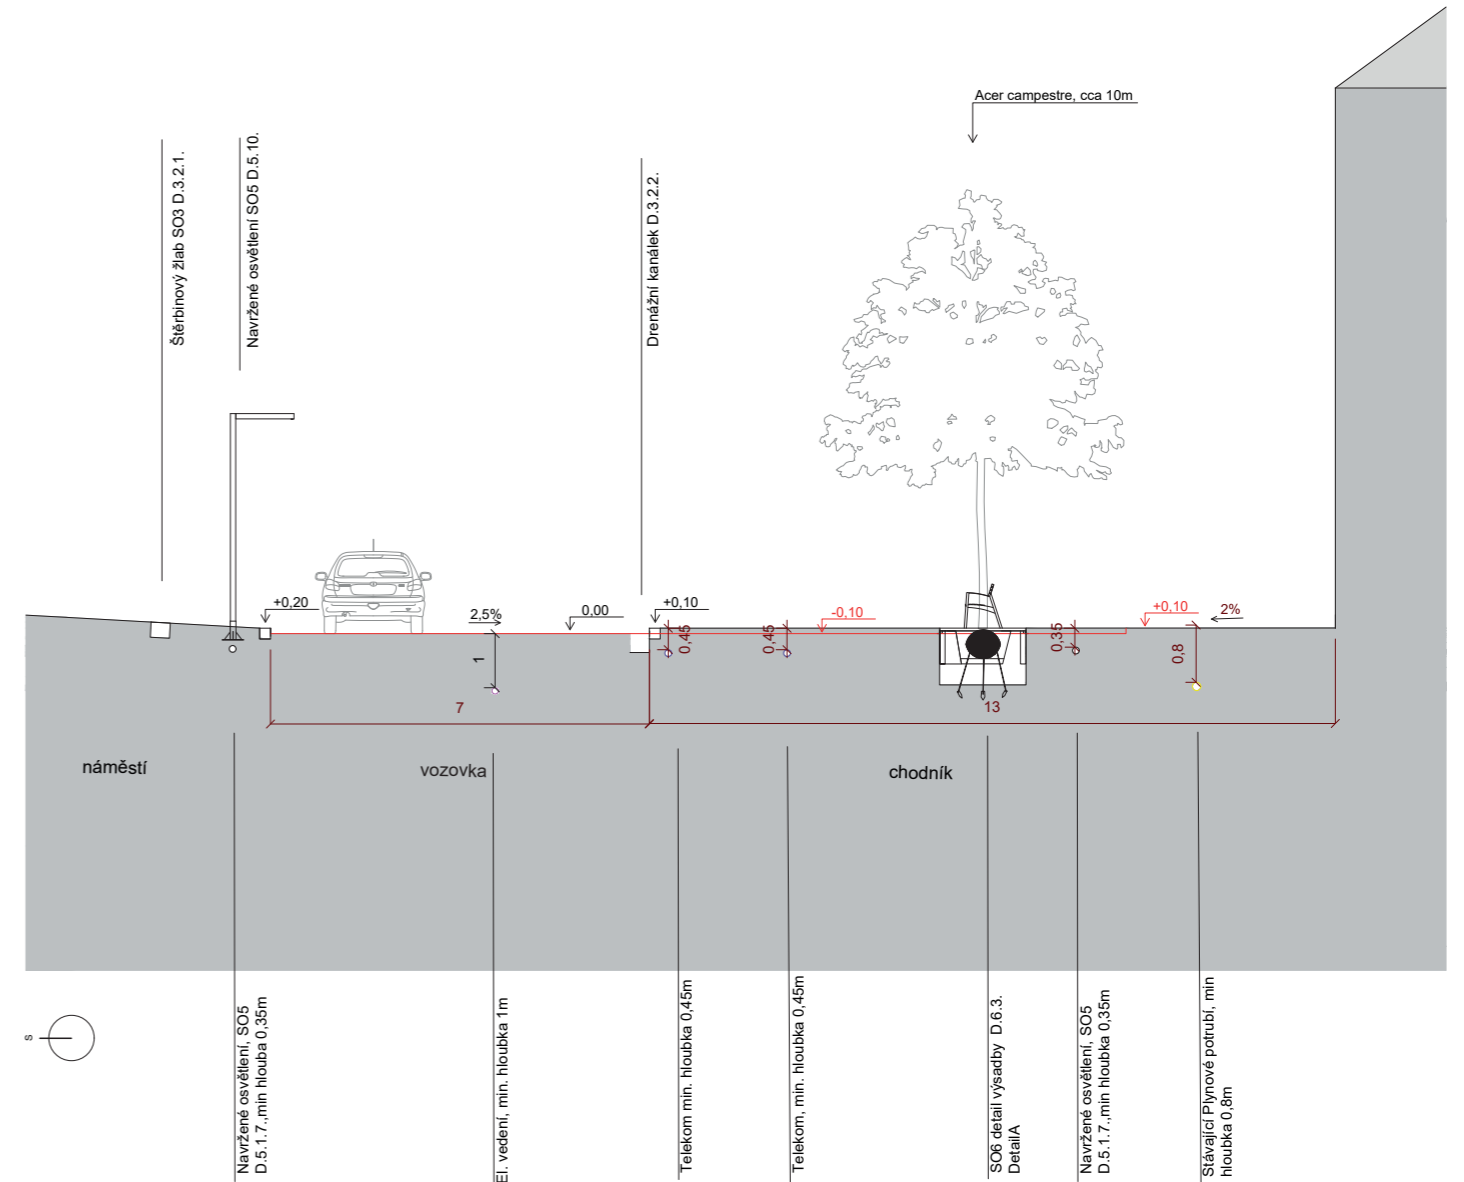 Acer campestre, cca 10m
Štěrbinový žlab SO3 D.3.2.1.
Navržené osvětlení SO5 D.5.10.
Drenážní kanálek D.3.2.2.
+0,20
2,5%
0,00
+0,10
-0,10
+0,10
2%
1
0,45
0,45
0,35
0,8
7
13
náměstí
vozovka
chodník
S
Navržené osvětlení, SO5
D.5.1.7.,min hlouba 0,35m
El. vedení, min. hloubka 1m
Telekom min. hloubka 0,45m
Telekom, min. hloubka 0,45m
SO6 detail výsadby D.6.3.
DetailA
Navržené osvětlení, SO5
D.5.1.7.,min hloubka 0,35m
Stávající Plynové potrubí, min
hloubka 0,8m